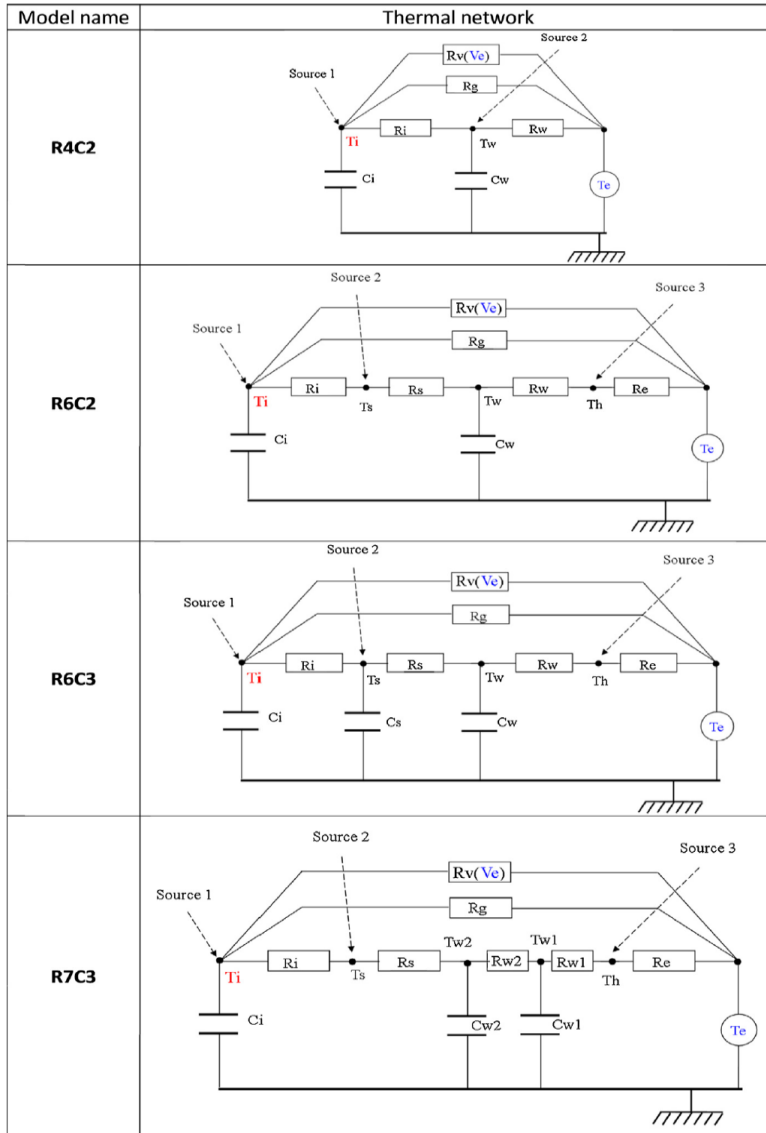 Model name
Thermal network
R4C2
Source 2
Source 1
Rv(Ve)
Rg
Ri
Rw
Ti
Tw
Ci
Cw
Te
R6C2
Source 2
Source 3
Source 1
Rv(Ve)
Rg
Ri
Rs
Rw
Re
Ti
Ts
Tw
Th
Ci
Cw
Te
R6C3
Source 2
Source 3
Source 1
Rv(Ve)
Rg
Ri
Rs
Rw
Re
Ti
Ts
Tw
Th
Ci
Cs
Cw
Te
R7C3
Source 2
Source 3
Source 1
Rv(Ve)
Rg
Tw2
Tw1
Ri
Rs
Rw2
Rw1
Re
Ti
Ts
Th
Ci
Cw2
Cw1
Te